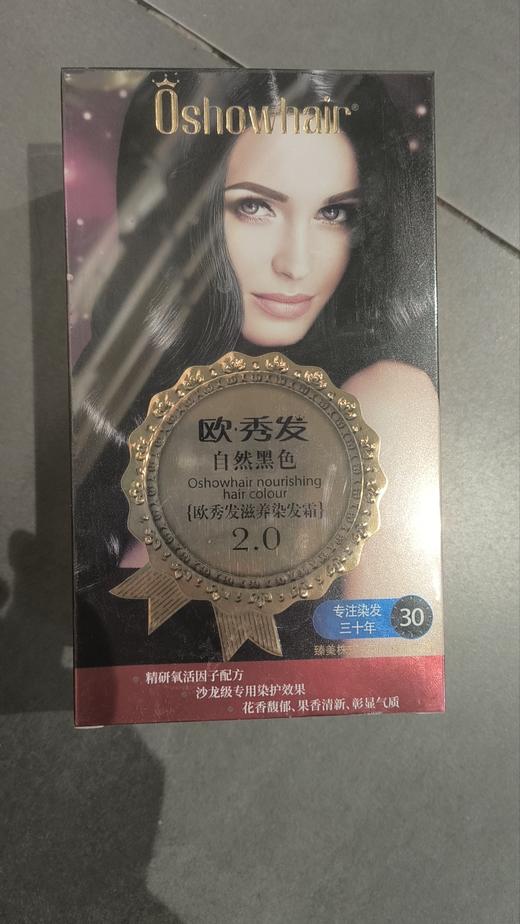 Oshowhair®
欧·秀发
自然黑色
Oshowhair nourishing
hair colour
{欧秀发滋养染发霜}
2.0
专注染发
三十年
30
臻美
精研氧活因子配方
沙龙级专用染护效果
花香馥郁、果香清新、彰显气质